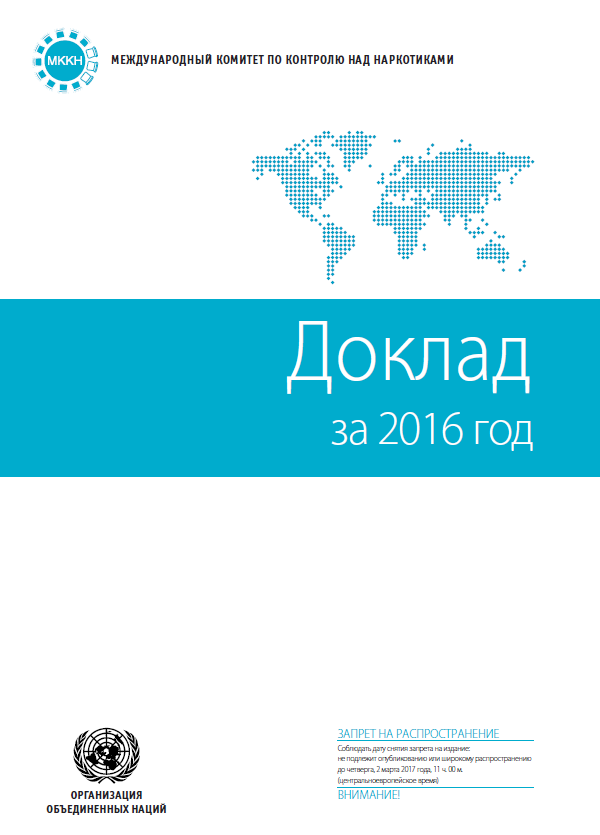 МККН
МЕЖДУНАРОДНЫЙ КОМИТЕТ ПО КОНТРОЛЮ НАД НАРКОТИКАМИ
Доклад
за 2016 год
ЗАПРЕТ НА РАСПРОСТРАНЕНИЕ
Соблюдать дату снятия запрета на издание:
не подлежит опубликованию или широкому распространению
до четверга, 2 марта 2017 года, 11 ч. 00 м.
(центральноевропейское время)
ВНИМАНИЕ!
ОРГАНИЗАЦИЯ
ОБЪЕДИНЕННЫХ НАЦИЙ